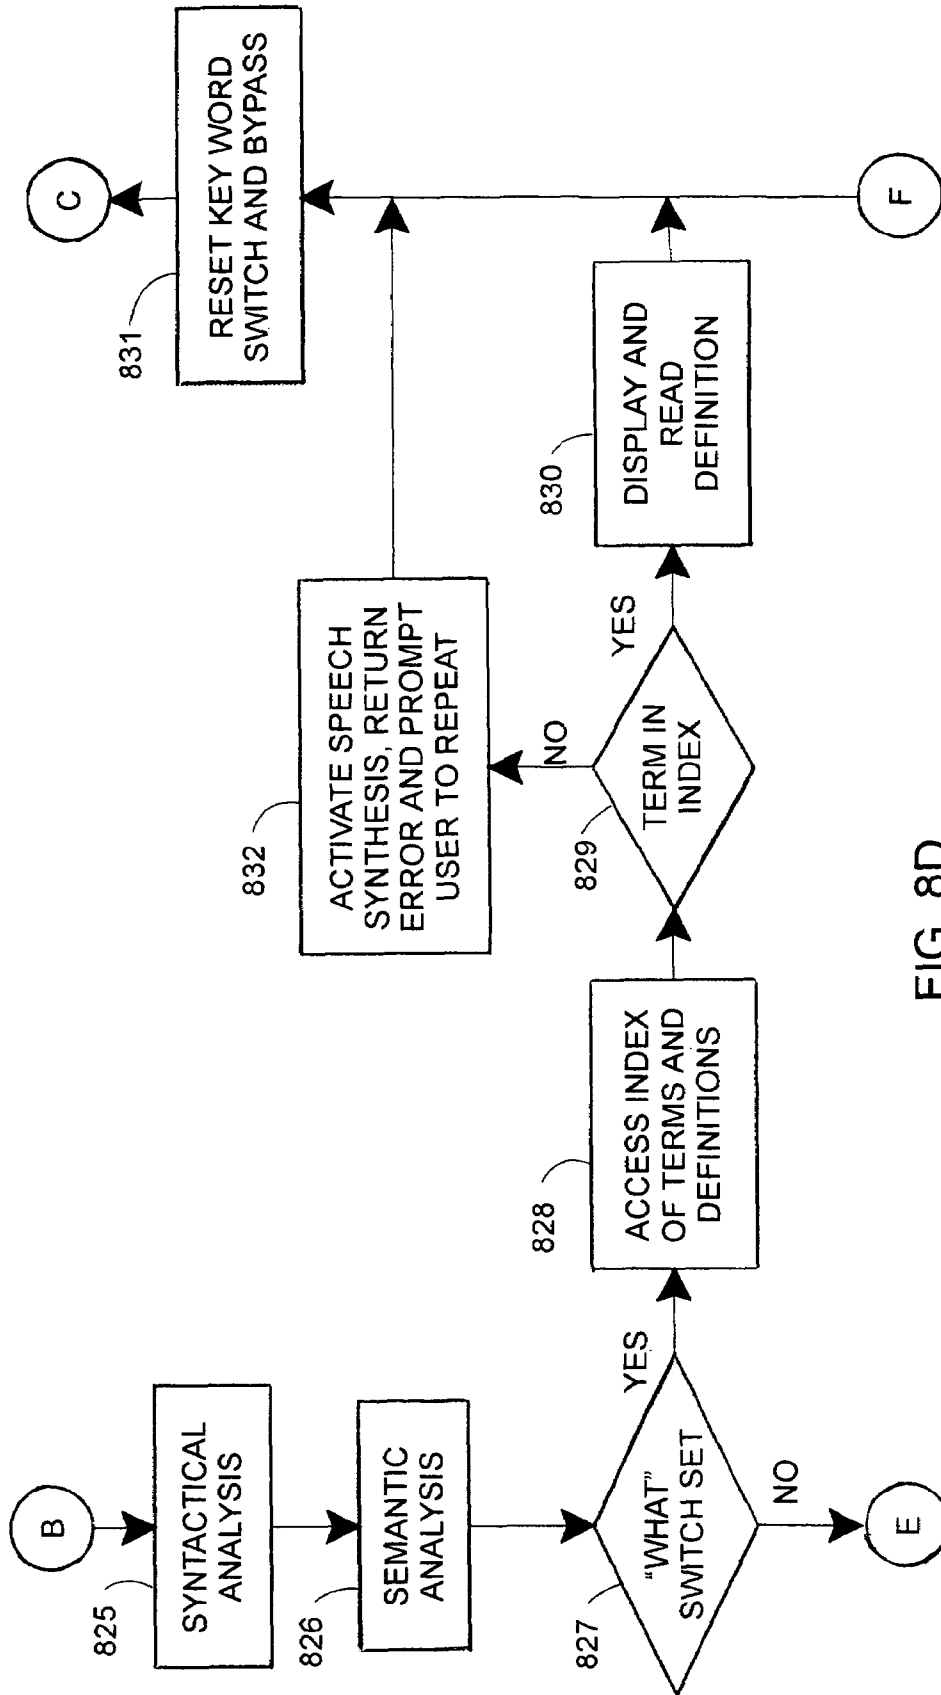 B
825
SYNTACTICAL
ANALYSIS
826
SEMANTIC
ANALYSIS
827
"WHAT"
SWITCH SET
YES
NO
E
828
ACCESS INDEX
OF TERMS AND
DEFINITIONS
829
TERM IN
INDEX
NO
YES
832
ACTIVATE SPEECH
SYNTHESIS, RETURN
ERROR AND PROMPT
USER TO REPEAT
830
DISPLAY AND
READ
DEFINITION
831
RESET KEY WORD
SWITCH AND BYPASS
C
F
FIG. 8D